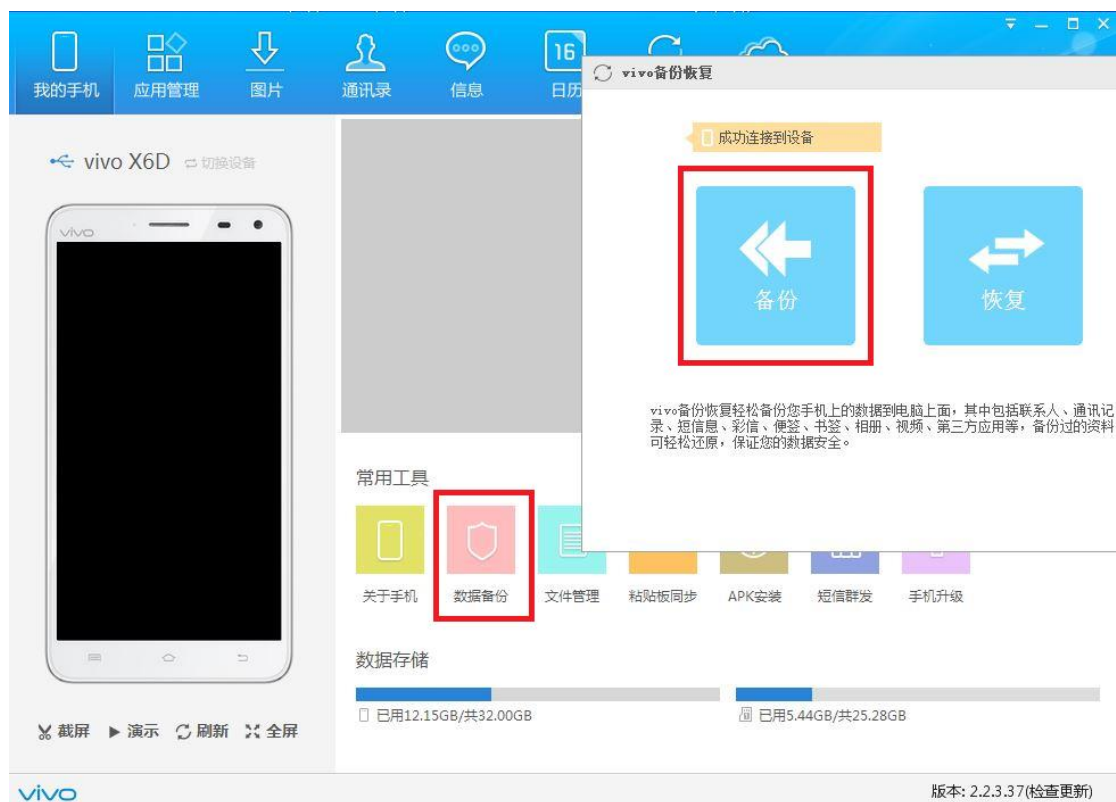 我的手机
应用管理
图片
通讯录
信息
16
日历
vivo备份恢复
成功连接到设备
vivo X6D
切换设备
vivo
备份
恢复
vivo备份恢复轻松备份您手机上的数据到电脑上面，其中包括联系人、通讯记
录、短信息、彩信、便签、书签、相册、视频、第三方应用等，备份过的资料
可轻松还原，保证您的数据安全。
常用工具
关于手机
数据备份
文件管理
粘贴板同步
APK安装
短信群发
手机升级
数据存储
已用12.15GB/共32.00GB
已用5.44GB/共25.28GB
截屏
演示
刷新
全屏
vivo
版本: 2.2.3.37(检查更新)